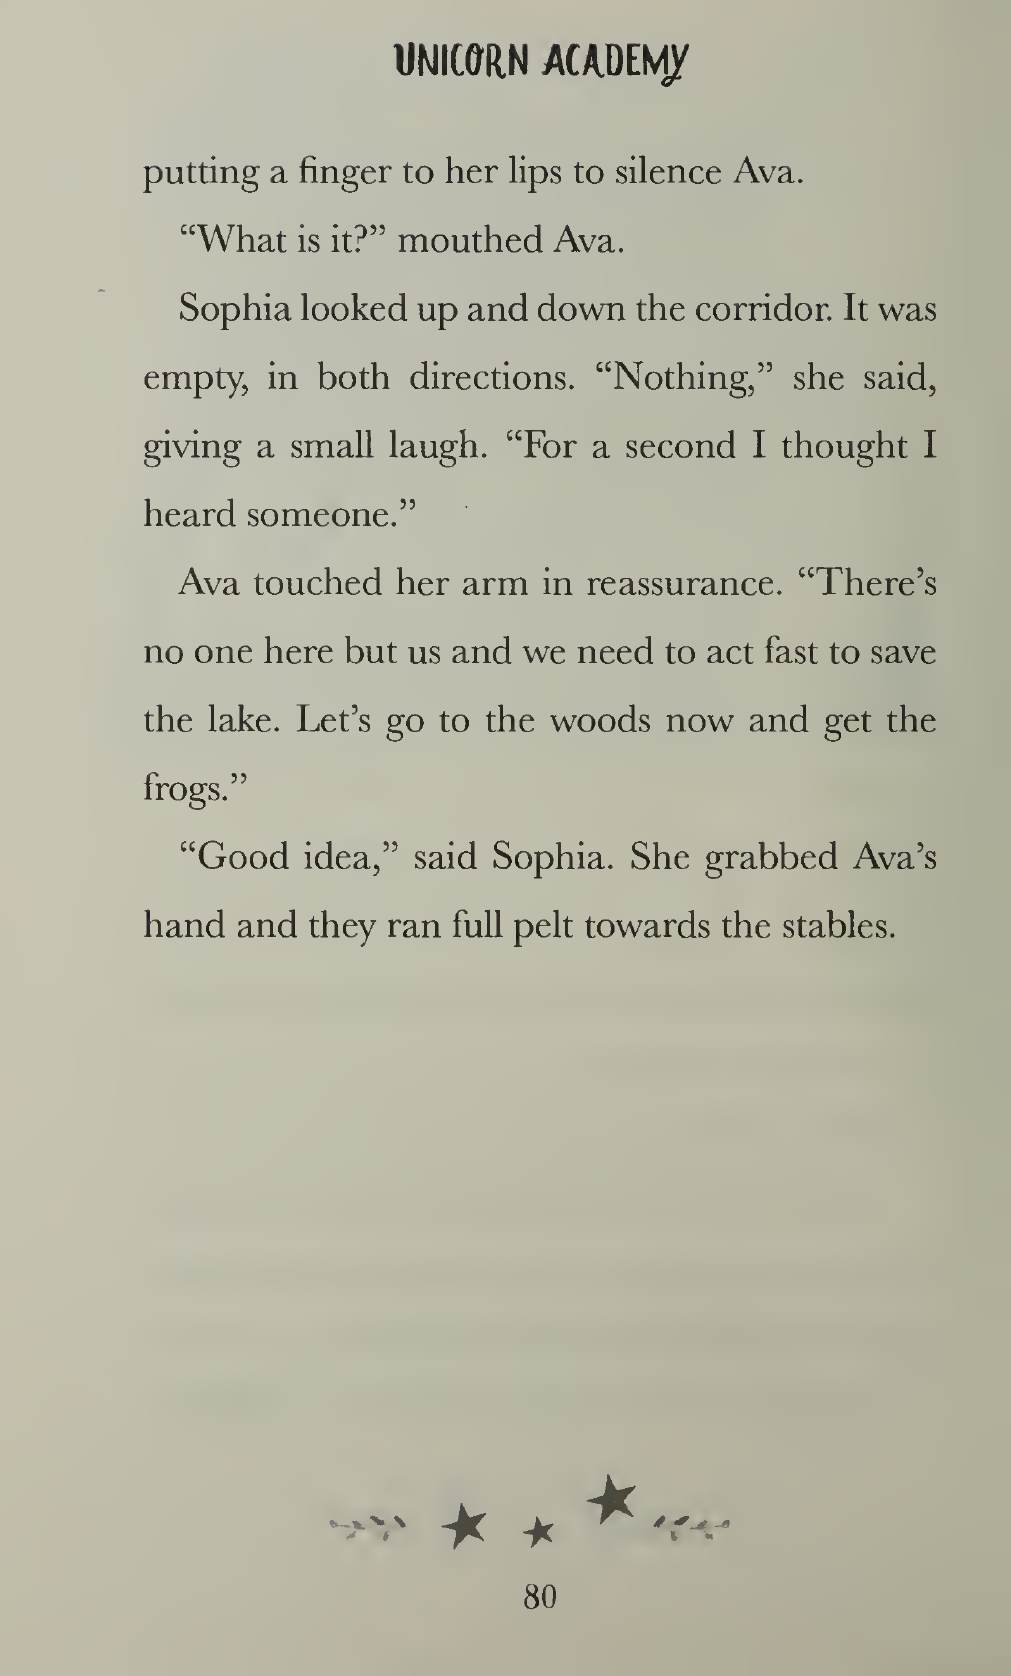 UNICORN ACADEMY
putting a finger to her lips to silence Ava.
“What is it?” mouthed Ava.
Sophia looked up and down the corridor. It was
empty, in both directions. “Nothing,” she said,
giving a small laugh. “For a second I thought I
heard someone.”
Ava touched her arm in reassurance. “There’s
no one here but us and we need to act fast to save
the lake. Let’s go to the woods now and get the
frogs.”
“Good idea,” said Sophia. She grabbed Ava’s
hand and they ran full pelt towards the stables.
80